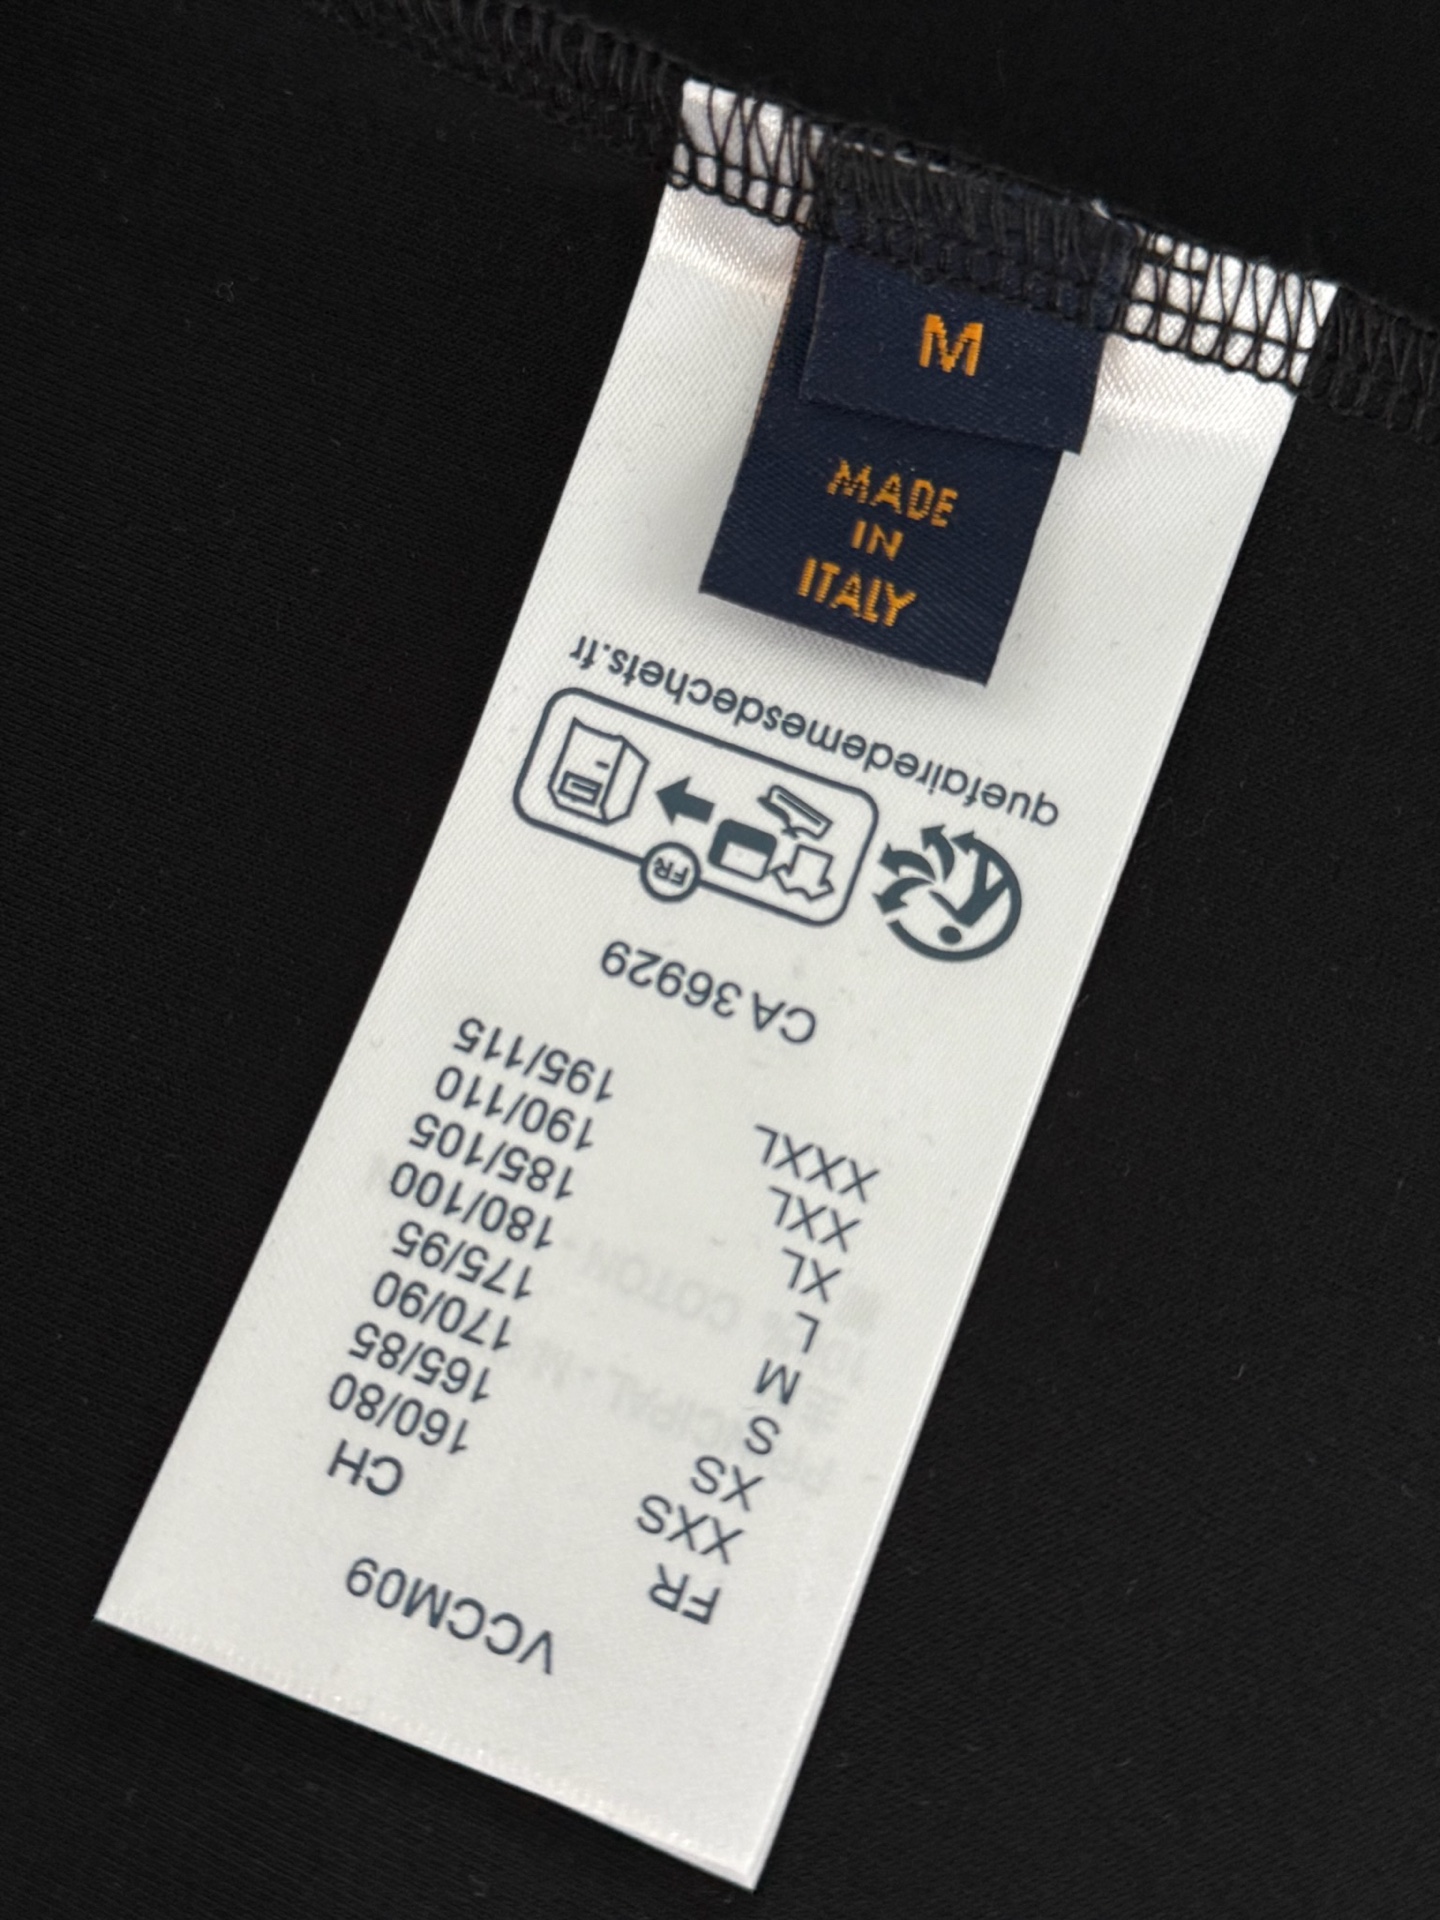 M
MADE
IN
ITALY
VCCM09
FR CH
XXS 160/80
XS 165/85
S 170/90
M 175/95
L 180/100
XL 185/105
XXL 190/110
XXXL 195/115
CA 36929
FR
quefairedemesdechets.fr